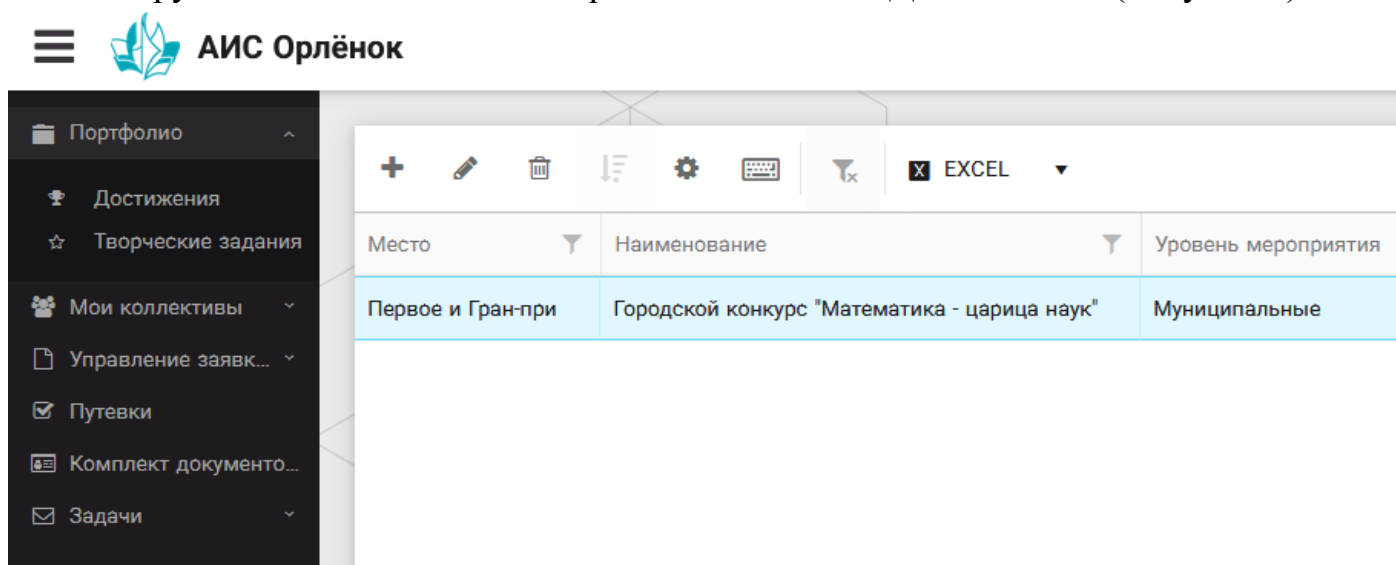 АИС Орлёнок
Портфолио
Достижения
Творческие задания
Мои коллективы
Управление заявк...
Путевки
Комплект документо...
Задачи
X EXCEL
Место Наименование Уровень мероприятия
Первое и Гран-при Городской конкурс "Математика - царица наук" Муниципальные